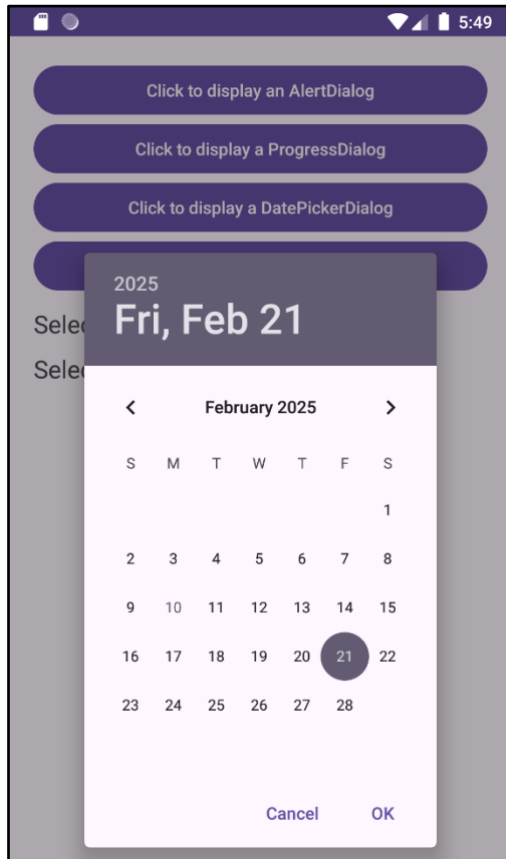 5:49
Click to display an AlertDialog
Click to display a ProgressDialog
Click to display a DatePickerDialog
2025
Fri, Feb 21
February 2025
S M T W T F S
1
2 3 4 5 6 7 8
9 10 11 12 13 14 15
16 17 18 19 20 21 22
23 24 25 26 27 28
Cancel OK